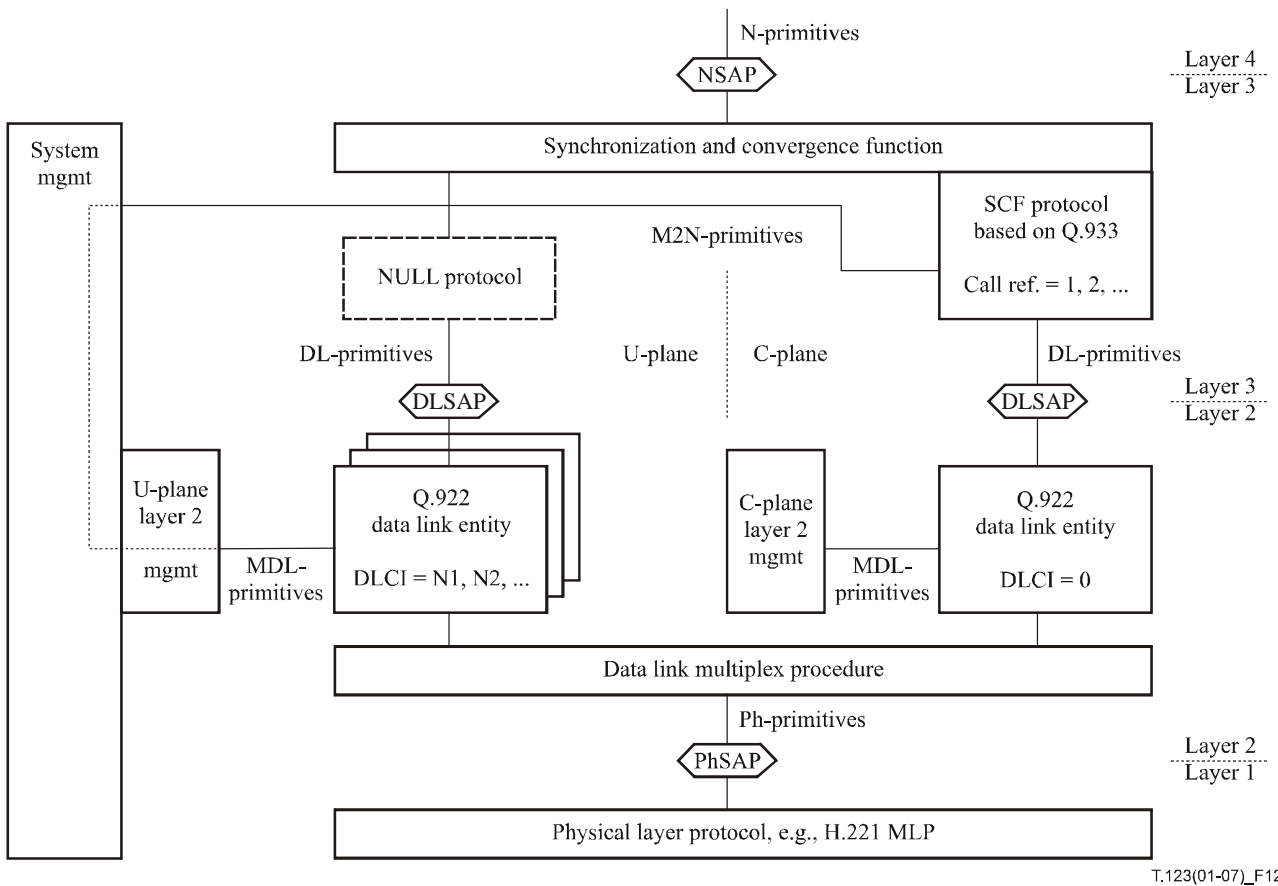 N-primitives
NSAP
Layer 4
Layer 3
System
mgmt
Synchronization and convergence function
SCF protocol
based on Q.933
Call ref. = 1, 2, ...
M2N-primitives
NULL protocol
DL-primitives
U-plane
C-plane
DL-primitives
DLSAP
DLSAP
Layer 3
Layer 2
U-plane
layer 2
mgmt
MDL-
primitives
Q.922
data link entity
DLCI = N1, N2, ...
C-plane
layer 2
mgmt
MDL-
primitives
Q.922
data link entity
DLCI = 0
Data link multiplex procedure
Ph-primitives
PhSAP
Layer 2
Layer 1
Physical layer protocol, e.g., H.221 MLP
T.123(01-07)_F12